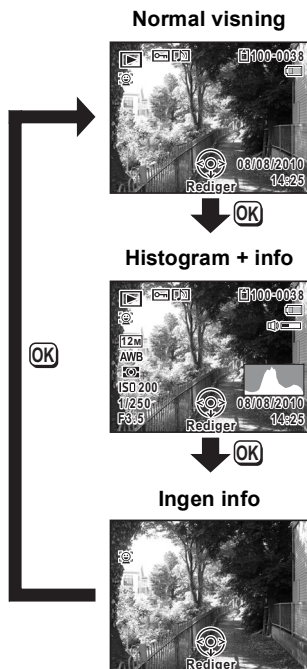 Normal visning
100-0038
08/08/2010
14:25
Rediger
OK
Histogram + info
100-0038
12M
AWB
ISO 200
1/250
F3.5
08/08/2010
14:25
Rediger
OK
OK
Ingen info
Rediger